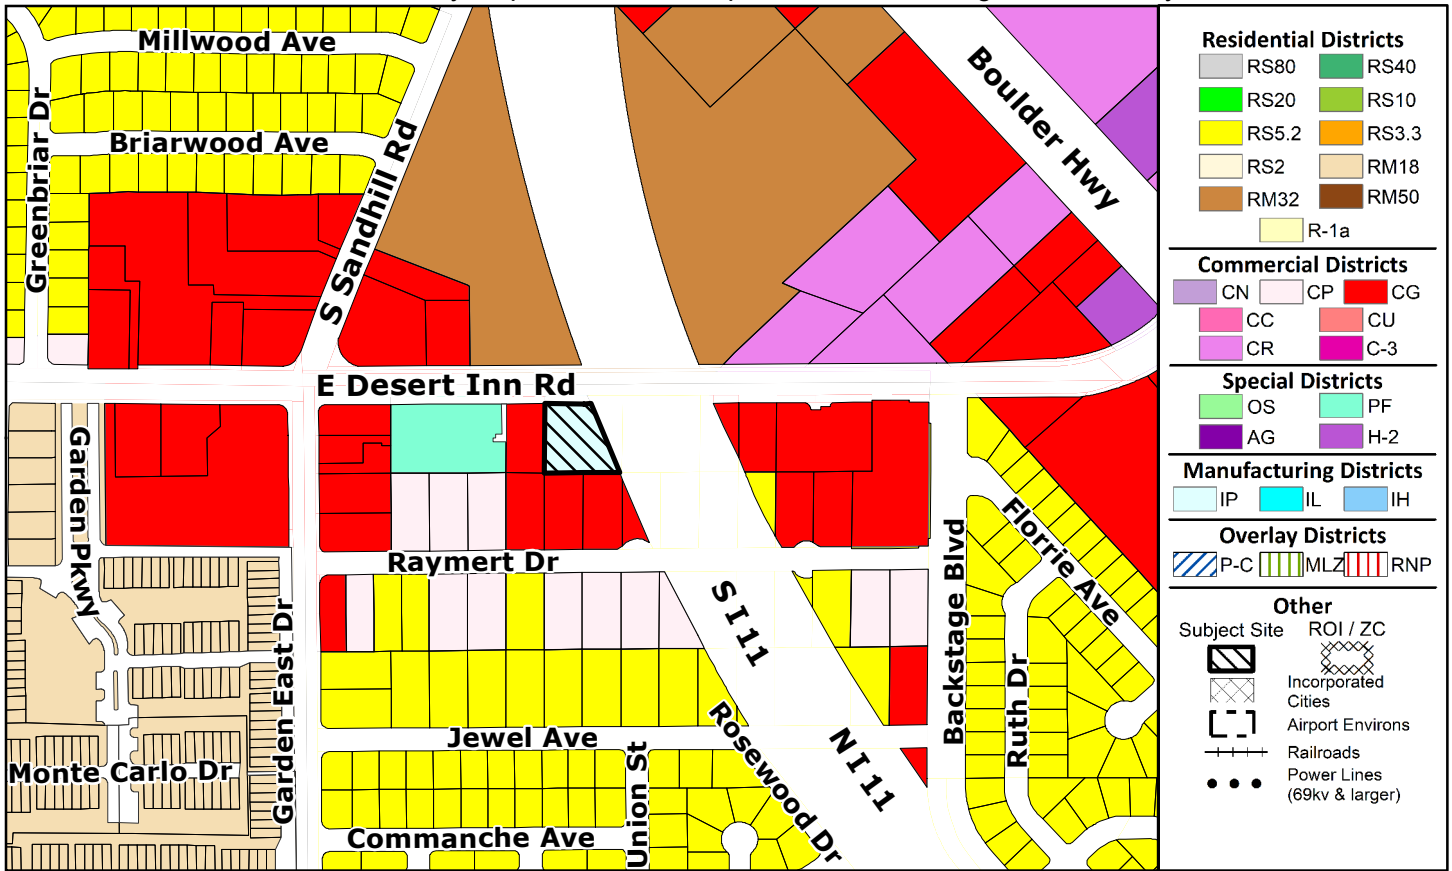 Millwood Ave
Briarwood Ave
Greenbriar Dr
S Sandhill Rd
Boulder Hwy
E Desert Inn Rd
Garden Pkwy
Raymert Dr
Garden East Dr
S I 11
N I 11
Backstage Blvd
Florrie Ave
Ruth Dr
Jewel Ave
Union St
Rosewood Dr
Monte Carlo Dr
Commanche Ave
Residential Districts
RS80 RS40
RS20 RS10
RS5.2 RS3.3
RS2 RM18
RM32 RM50
R-1a
Commercial Districts
CN CP CG
CC CU
CR C-3
Special Districts
OS PF
AG H-2
Manufacturing Districts
IP IL IH
Overlay Districts
P-C MLZ RNP
Other
Subject Site ROI / ZC
Incorporated
Cities
Airport Environs
Railroads
Power Lines
(69kv & larger)